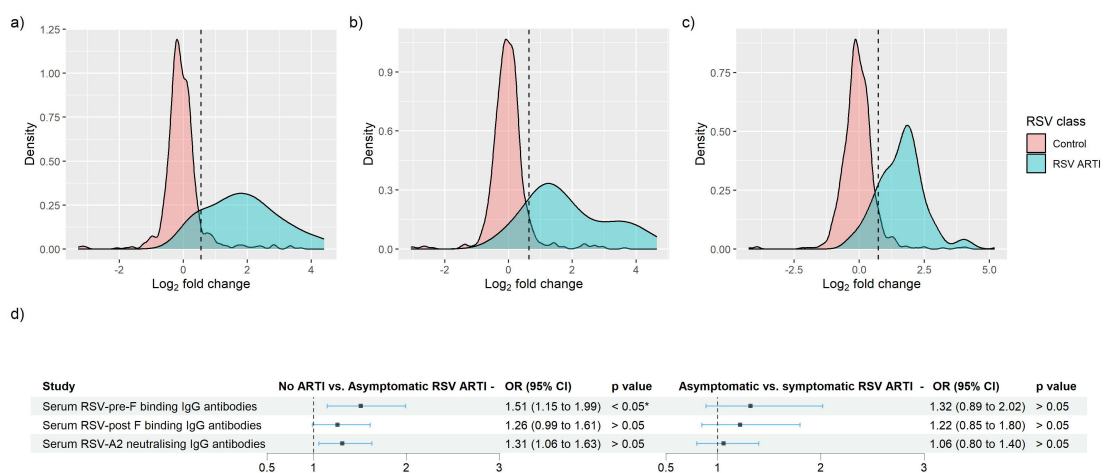 a)
b)
c)
1.25
1.00
0.75
0.50
0.25
0.00
Density
-2
0
2
4
Log2 fold change
0.9
0.6
0.3
0.0
Density
-2
0
2
4
Log2 fold change
0.75
0.50
0.25
0.00
Density
-2.5
0.0
2.5
5.0
Log2 fold change
RSV class
Control
RSV ARTI
d)
Study No ARTI vs. Asymptomatic RSV ARTI - OR (95% CI) p value Asymptomatic vs. symptomatic RSV ARTI - OR (95% CI) p value
Serum RSV-pre-F binding IgG antibodies 1.51 (1.15 to 1.99) < 0.05* 1.32 (0.89 to 2.02) > 0.05
Serum RSV-post F binding IgG antibodies 1.26 (0.99 to 1.61) > 0.05 1.22 (0.85 to 1.80) > 0.05
Serum RSV-A2 neutralising IgG antibodies 1.31 (1.06 to 1.63) > 0.05 1.06 (0.80 to 1.40) > 0.05
0.5 1 2 3 0.5 1 2 3